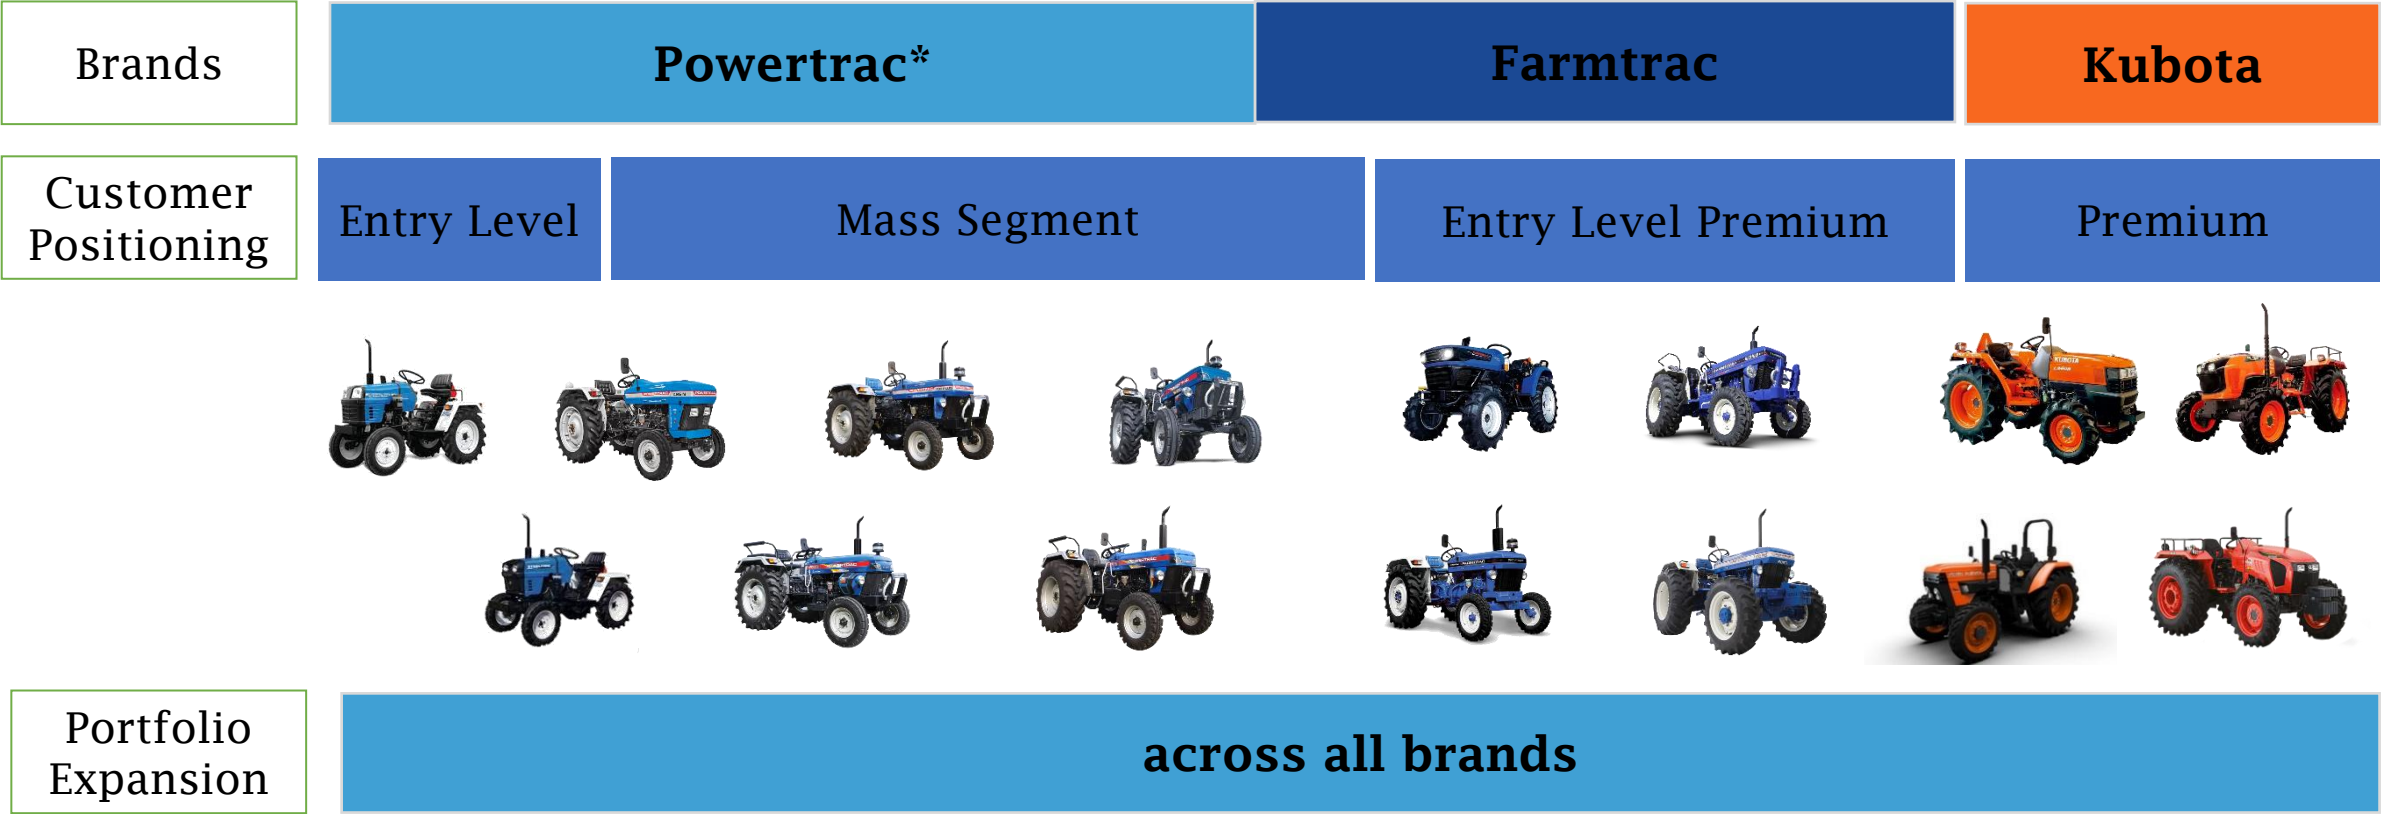 Brands
Powertrac*
Farmtrac
Kubota
Customer
Positioning
Entry Level
Mass Segment
Entry Level Premium
Premium
KUBOTA
Portfolio
Expansion
across all brands